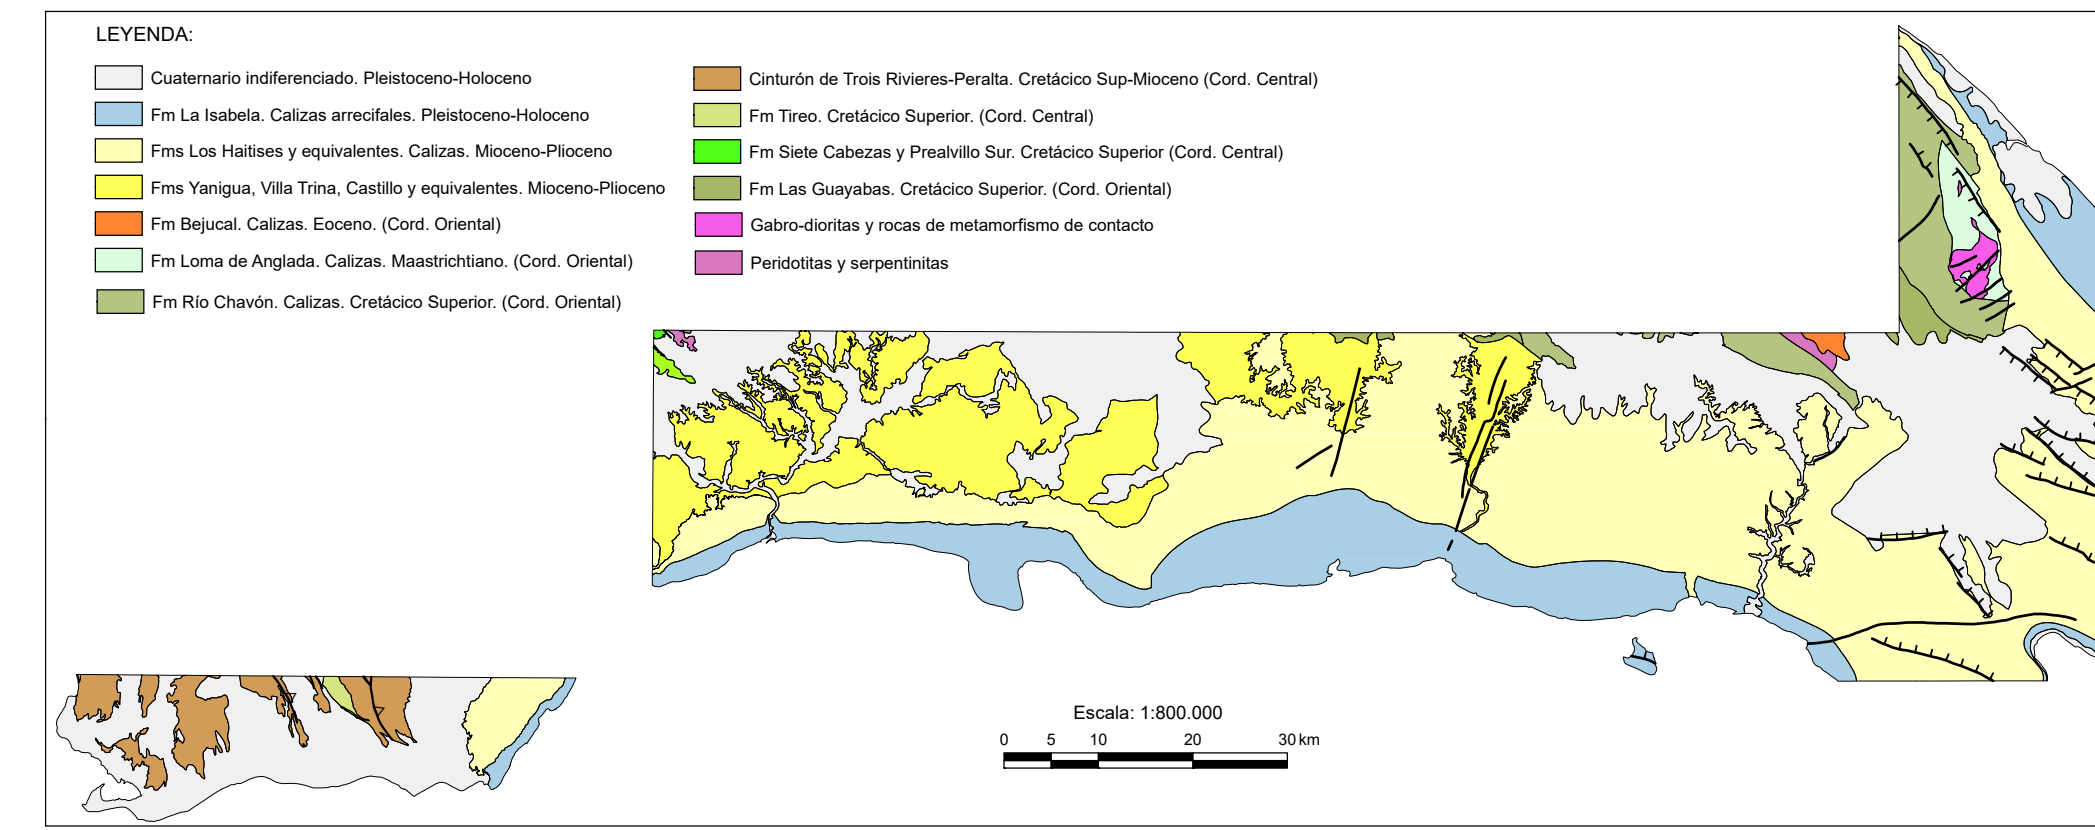 LEYENDA:
Cuaternario indiferenciado. Pleistoceno-Holoceno
Fm La Isabela. Calizas arrecifales. Pleistoceno-Holoceno
Fms Los Haitises y equivalentes. Calizas. Mioceno-Plioceno
Fms Yanigua, Villa Trina, Castillo y equivalentes. Mioceno-Plioceno
Fm Bejucal. Calizas. Eoceno. (Cord. Oriental)
Fm Loma de Anglada. Calizas. Maastrichtiano. (Cord. Oriental)
Fm Río Chavón. Calizas. Cretácico Superior. (Cord. Oriental)
Cinturón de Trois Rivieres-Peralta. Cretácico Sup-Mioceno (Cord. Central)
Fm Tireo. Cretácico Superior. (Cord. Central)
Fm Siete Cabezas y Prealvillo Sur. Cretácico Superior (Cord. Central)
Fm Las Guayabas. Cretácico Superior. (Cord. Oriental)
Gabro-dioritas y rocas de metamorfismo de contacto
Peridotitas y serpentinitas
Escala: 1:800.000
0 5 10 20 30 km